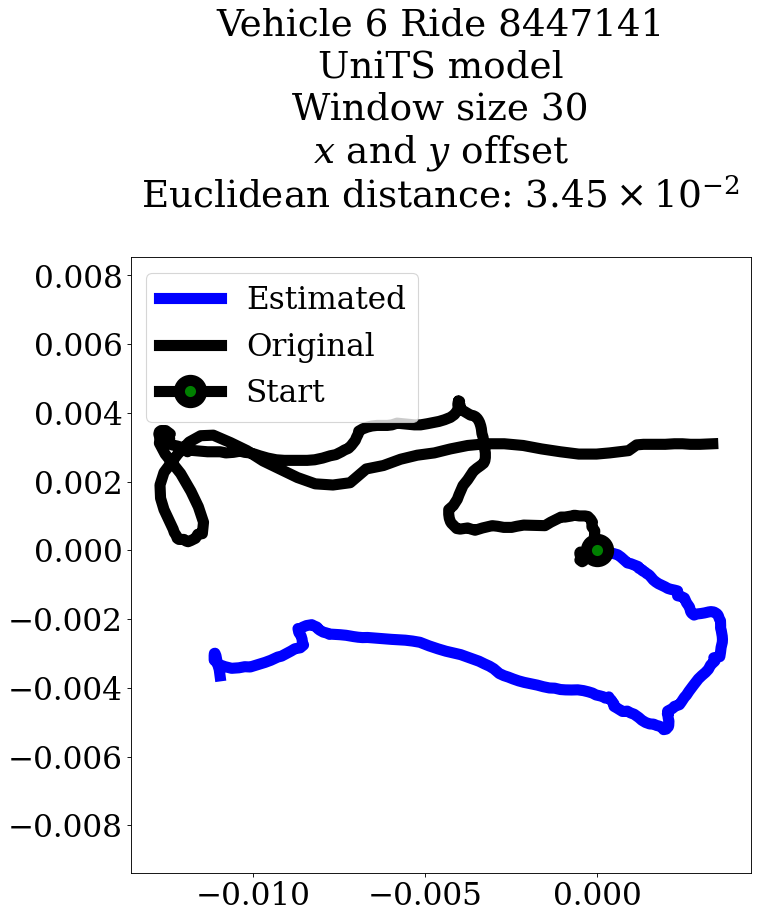 Vehicle 6 Ride 8447141
UniTS model
Window size 30
x and y offset
Euclidean distance: 3.45 × 10⁻²
0.008
0.006
0.004
0.002
0.000
−0.002
−0.004
−0.006
−0.008
Estimated
Original
Start
−0.010
−0.005
0.000